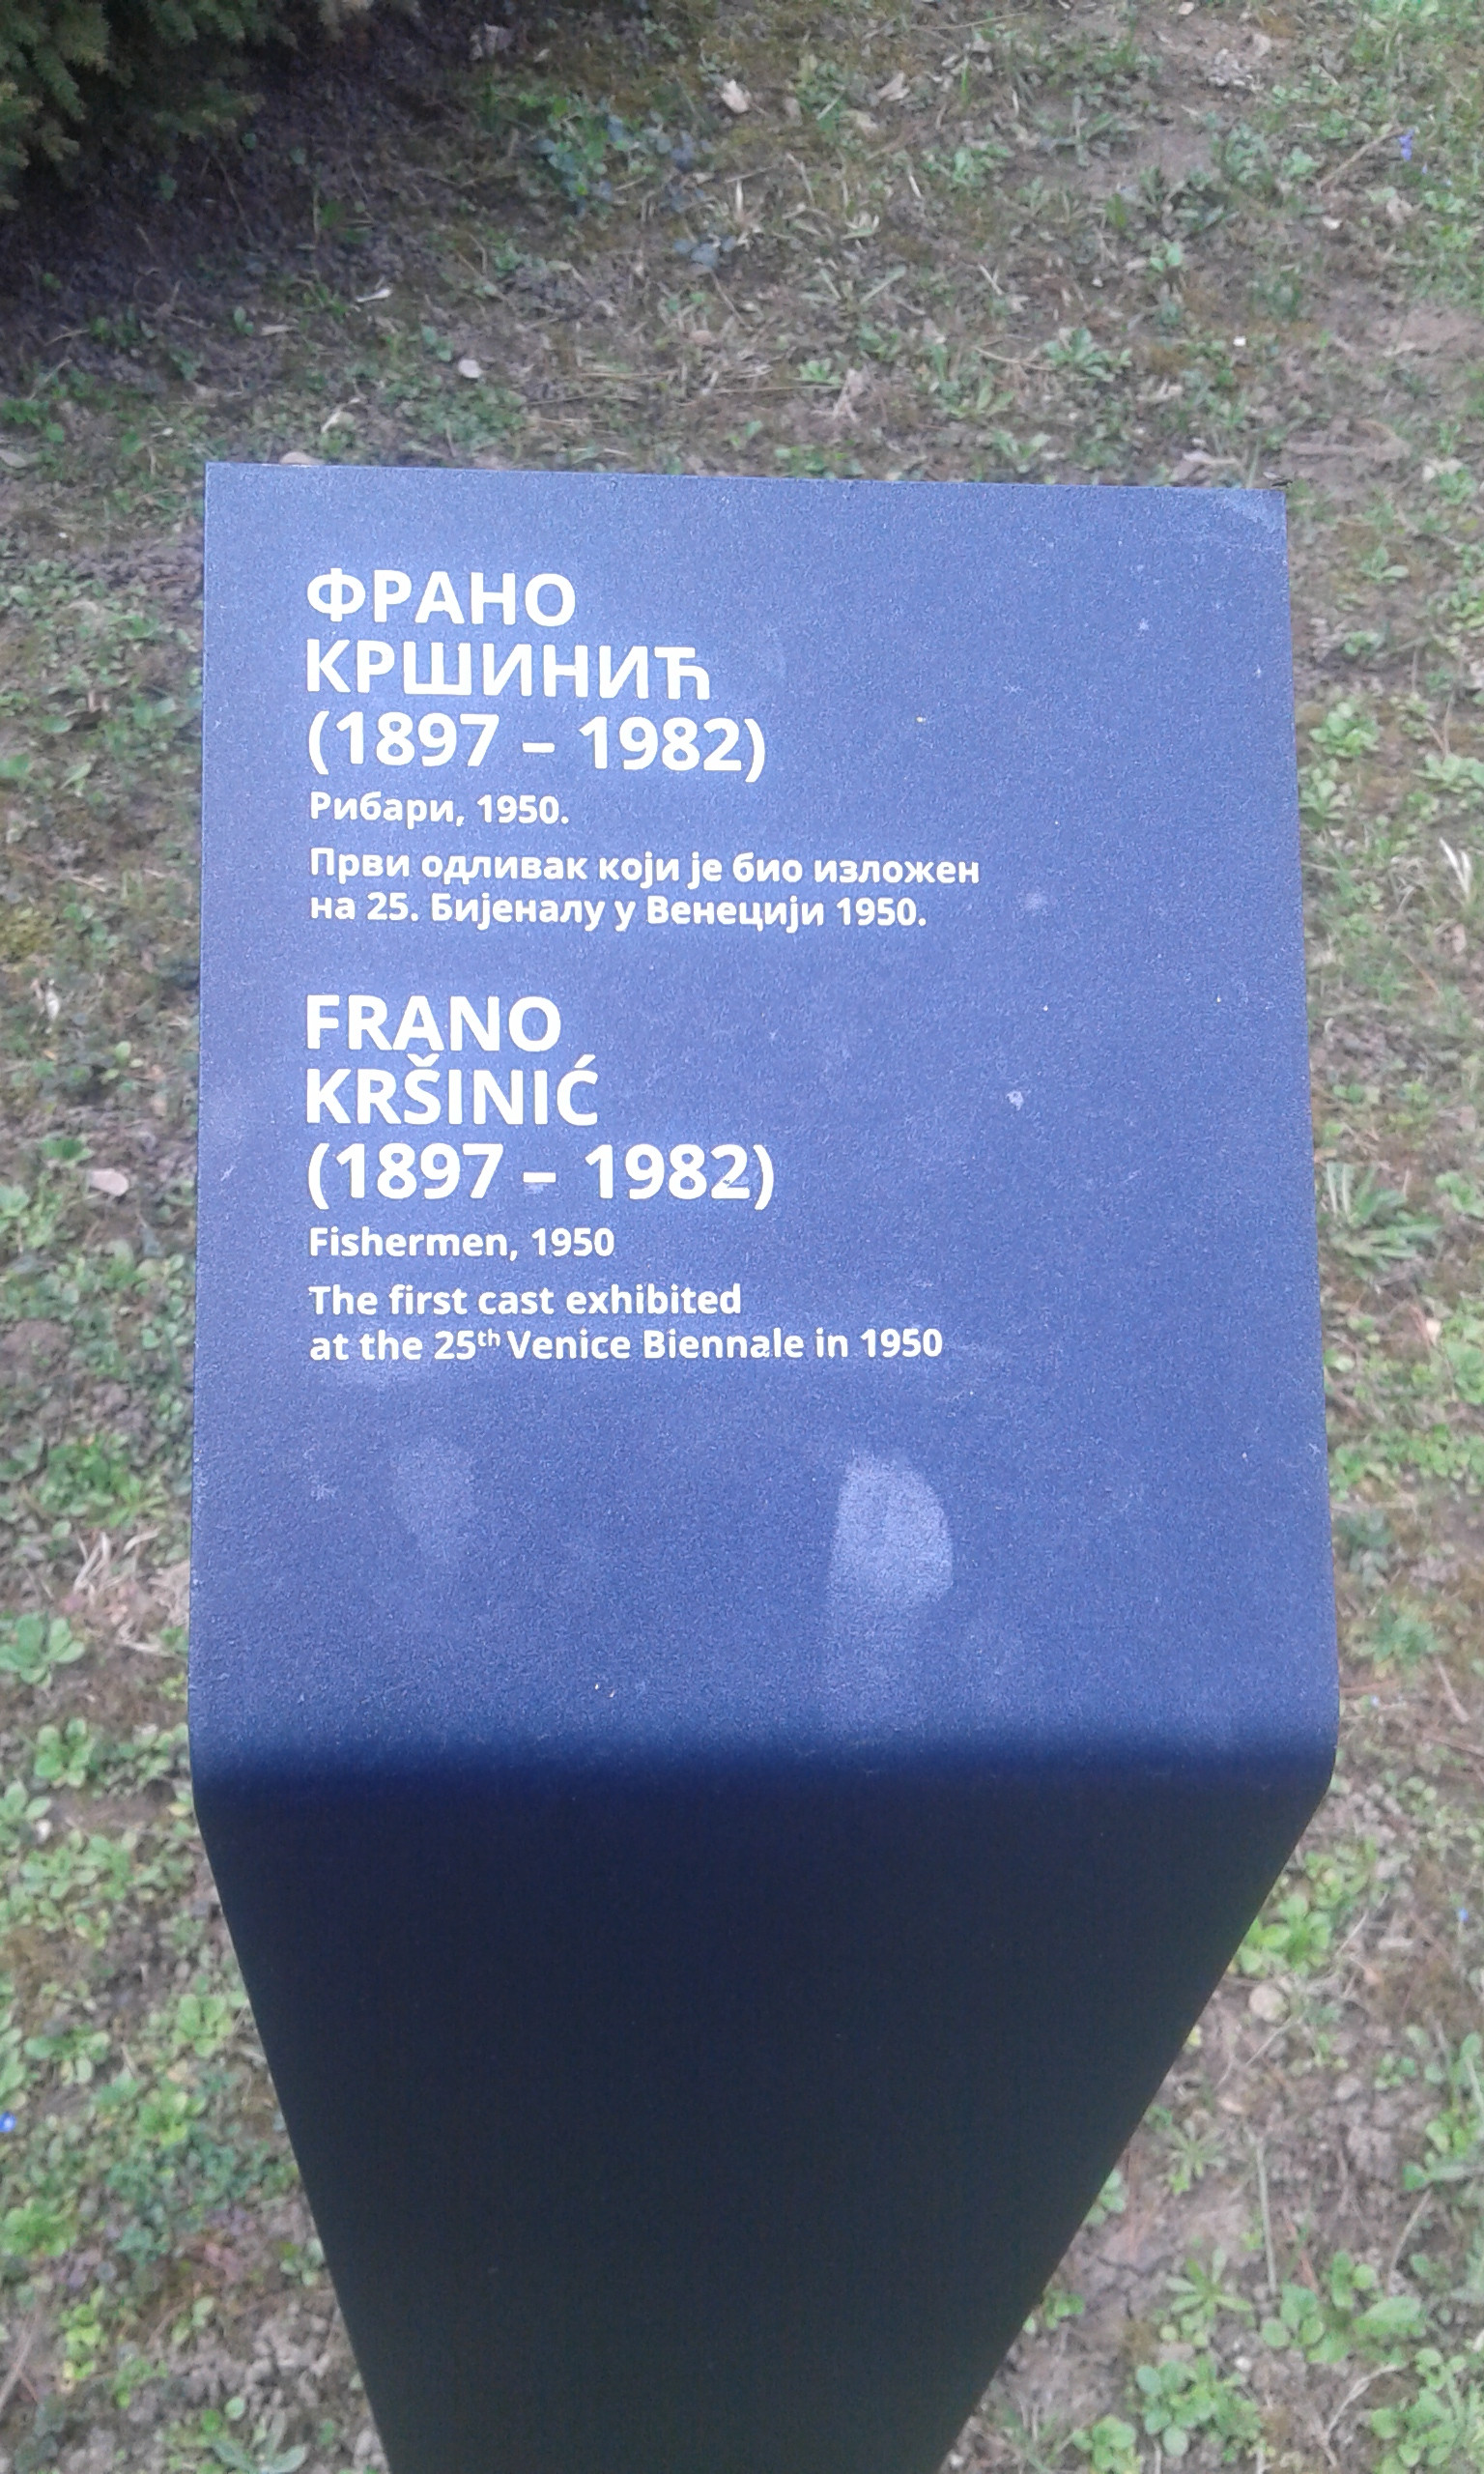 ФРАНО
КРШИНИЋ
(1897 – 1982)
Рибари, 1950.
Први одливак који је био изложен
на 25. Бијеналу у Венецији 1950.
FRANO
KRŠINIĆ
(1897 – 1982)
Fishermen, 1950
The first cast exhibited
at the 25th Venice Biennale in 1950